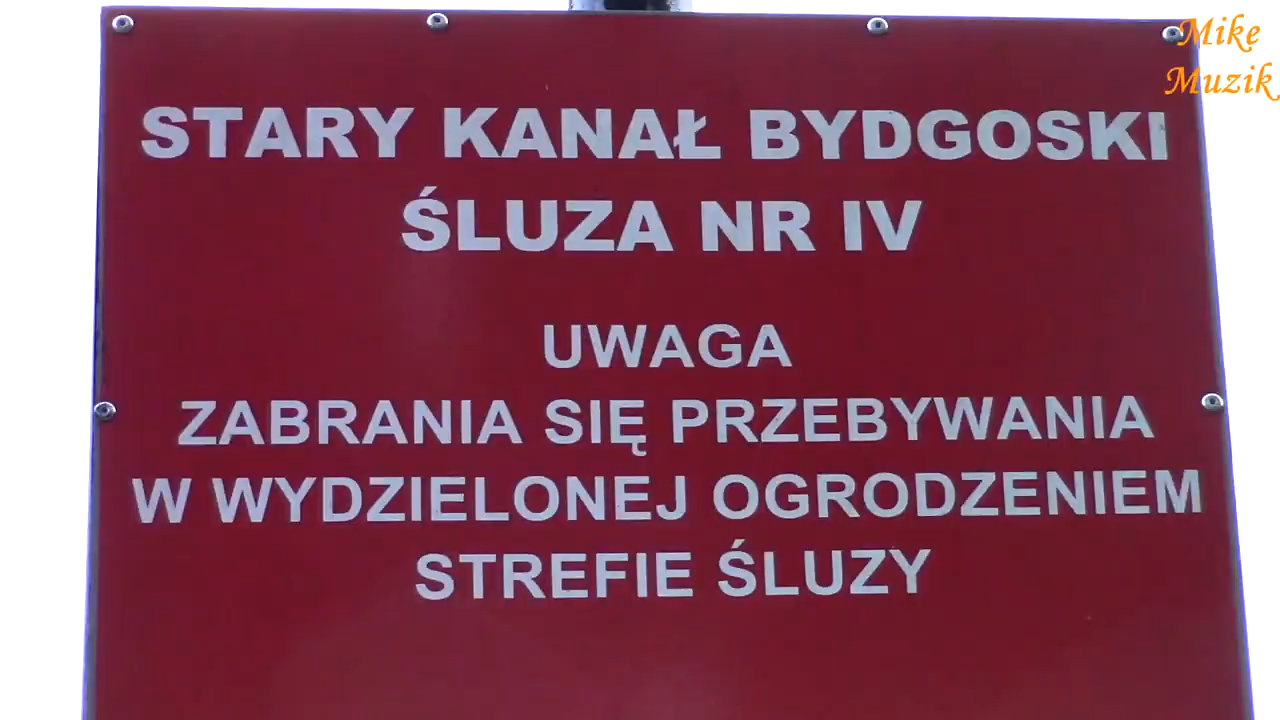 Mike
Muzik
STARY KANAŁ BYDGOSKI
ŚLUZA NR IV
UWAGA
ZABRANIA SIĘ PRZEBYWANIA
W WYDZIELONEJ OGRODZENIEM
STREFIE ŚLUZY